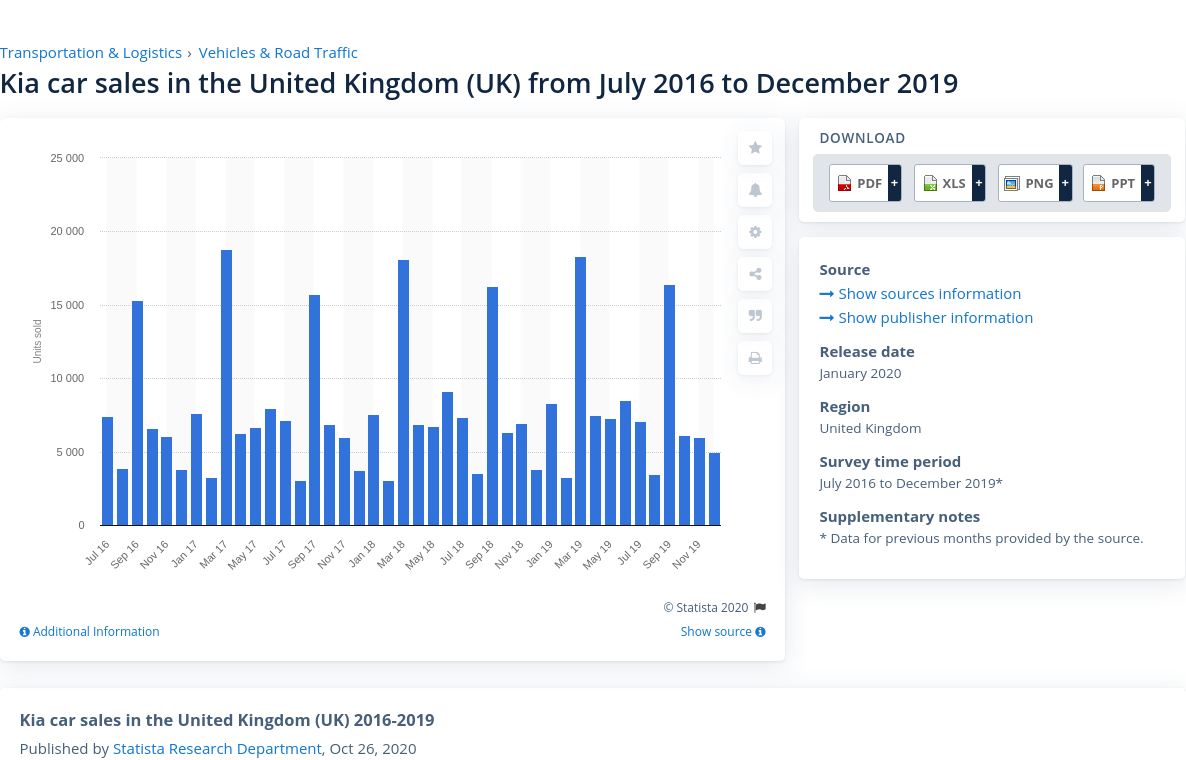 Transportation & Logistics › Vehicles & Road Traffic
Kia car sales in the United Kingdom (UK) from July 2016 to December 2019
25 000
20 000
15 000
10 000
5 000
0
Units sold
Jul 16
Sep 16
Nov 16
Jan 17
Mar 17
May 17
Jul 17
Sep 17
Nov 17
Jan 18
Mar 18
May 18
Jul 18
Sep 18
Nov 18
Jan 19
Mar 19
May 19
Jul 19
Sep 19
Nov 19
© Statista 2020
Additional Information
Show source
DOWNLOAD
PDF +
XLS +
PNG +
PPT +
Source
Show sources information
Show publisher information
Release date
January 2020
Region
United Kingdom
Survey time period
July 2016 to December 2019*
Supplementary notes
* Data for previous months provided by the source.
Kia car sales in the United Kingdom (UK) 2016-2019
Published by Statista Research Department, Oct 26, 2020